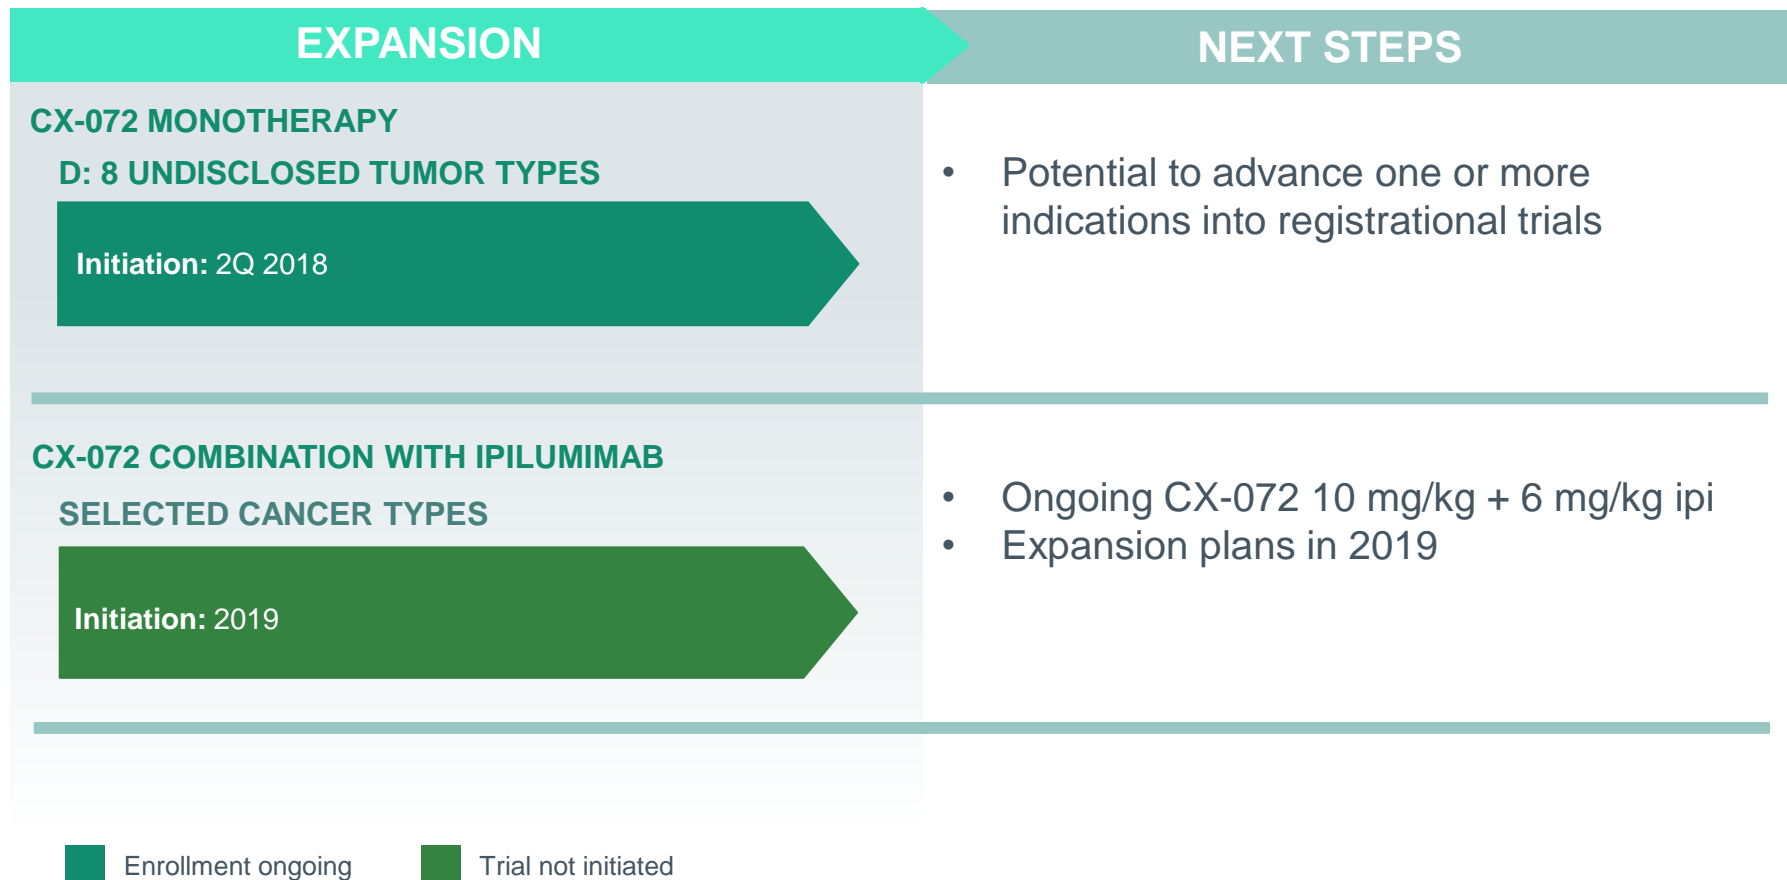 EXPANSION
NEXT STEPS
CX-072 MONOTHERAPY
D: 8 UNDISCLOSED TUMOR TYPES
Initiation: 2Q 2018
• Potential to advance one or more
indications into registrational trials
CX-072 COMBINATION WITH IPILUMIMAB
SELECTED CANCER TYPES
Initiation: 2019
• Ongoing CX-072 10 mg/kg + 6 mg/kg ipi
• Expansion plans in 2019
Enrollment ongoing
Trial not initiated